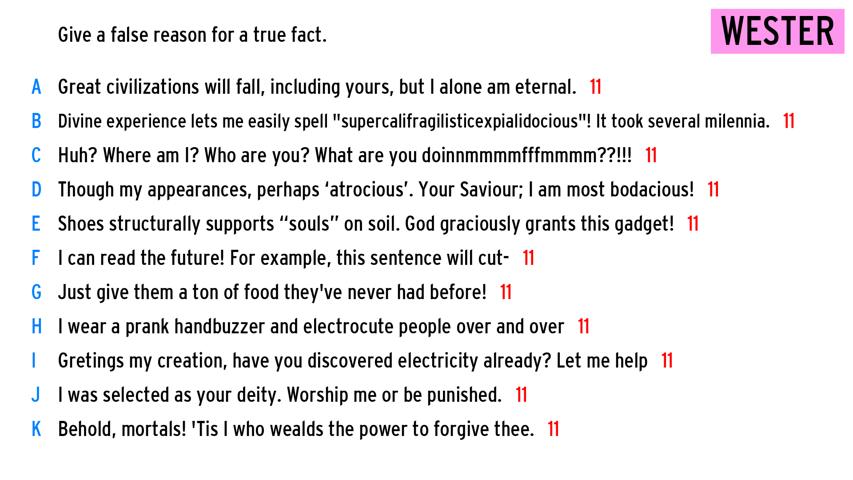 Give a false reason for a true fact.
WESTER
A Great civilizations will fall, including yours, but I alone am eternal. 11
B Divine experience lets me easily spell "supercalifragilisticexpialidocious"! It took several milennia. 11
C Huh? Where am I? Who are you? What are you doinnmmmmfffmmmm??!!! 11
D Though my appearances, perhaps ‘atrocious’. Your Saviour; I am most bodacious! 11
E Shoes structurally supports “souls” on soil. God graciously grants this gadget! 11
F I can read the future! For example, this sentence will cut- 11
G Just give them a ton of food they've never had before! 11
H I wear a prank handbuzzer and electrocute people over and over 11
I Gretings my creation, have you discovered electricity already? Let me help 11
J I was selected as your deity. Worship me or be punished. 11
K Behold, mortals! 'Tis I who wealds the power to forgive thee. 11